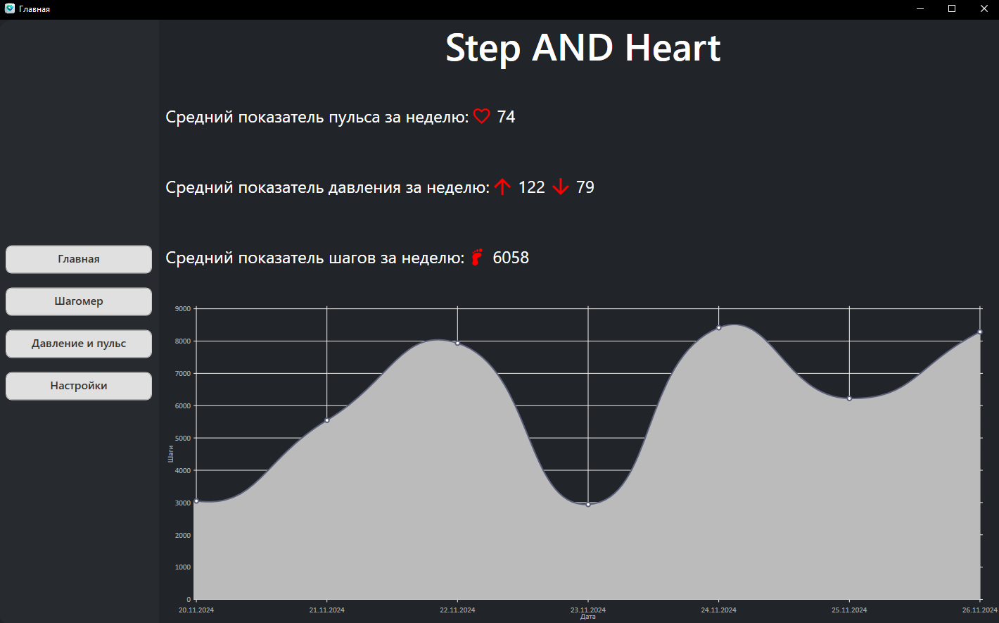 Главная
Step AND Heart
Средний показатель пульса за неделю: 74
Средний показатель давления за неделю: 122 79
Средний показатель шагов за неделю: 6058
Главная
Шагомер
Давление и пульс
Настройки
9000
8000
7000
6000
5000
4000
3000
2000
1000
0
Шаги
20.11.2024 21.11.2024 22.11.2024 23.11.2024 24.11.2024 25.11.2024 26.11.2024
Дата